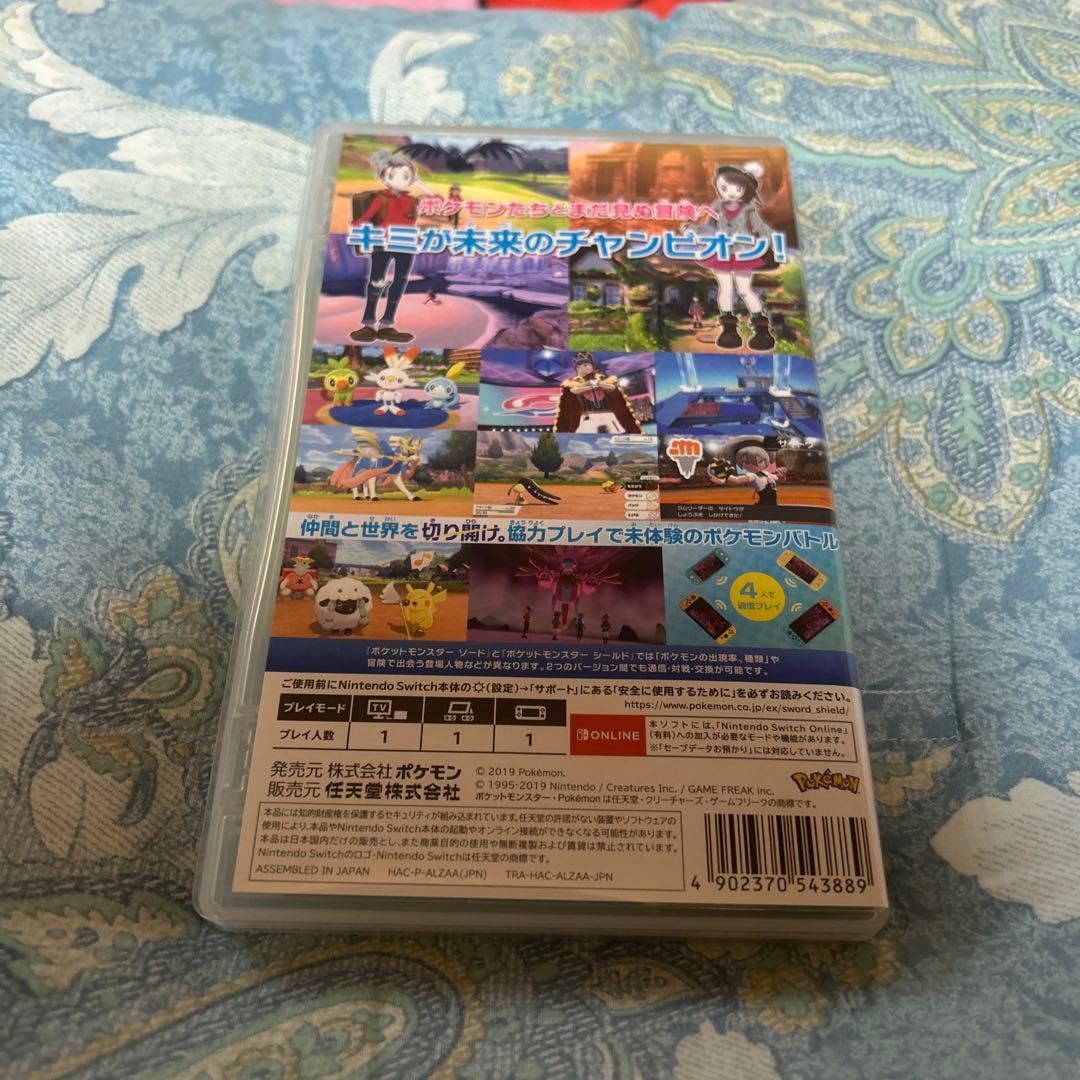 ポケモンたちとまだ見ぬ冒険へ
キミが未来のチャンピオン!
サイトウ
ジムリーダーの サイトウが
しょうぶを しかけてきた!
なか ま せ かい き ひら きょう りょく み たい けん
仲間と世界を切り開け。協力プレイで未体験のポケモンバトル
4人で
通信プレイ
『ポケットモンスター ソード』と『ポケットモンスター シールド』では「ポケモンの出現率、種類」や
冒険で出会う登場人物などが異なります。2つのバージョン間でも通信・対戦・交換が可能です。
ご使用前にNintendo Switch本体の(設定)→「サポート」にある「安全に使用するために」を必ずお読みください。
https://www.pokemon.co.jp/ex/sword_shield/
プレイモード TV
プレイ人数 1 1 1
ONLINE
本ソフトには、「Nintendo Switch Online」
(有料)への加入が必要なモードや機能があります。
※「セーブデータお預かり」には対応していません。
発売元 株式会社ポケモン
販売元 任天堂株式会社
© 2019 Pokémon.
© 1995-2019 Nintendo / Creatures Inc. / GAME FREAK inc.
ポケットモンスター・Pokémon は任天堂・クリーチャーズ・ゲームフリークの商標です。
POKéMON
本品には知的財産権を保護するセキュリティが組み込まれています。任天堂の許諾がない装置やソフトウェアの
使用により、本品やNintendo Switch本体の起動やオンライン接続ができなくなる可能性があります。
本品は日本国内だけの販売とし、また商業目的の使用や無断複製および賃貸は禁止されています。
Nintendo Switchのロゴ・Nintendo Switchは任天堂の商標です。
ASSEMBLED IN JAPAN HAC-P-ALZAA(JPN) TRA-HAC-ALZAA-JPN
4 902370 543889